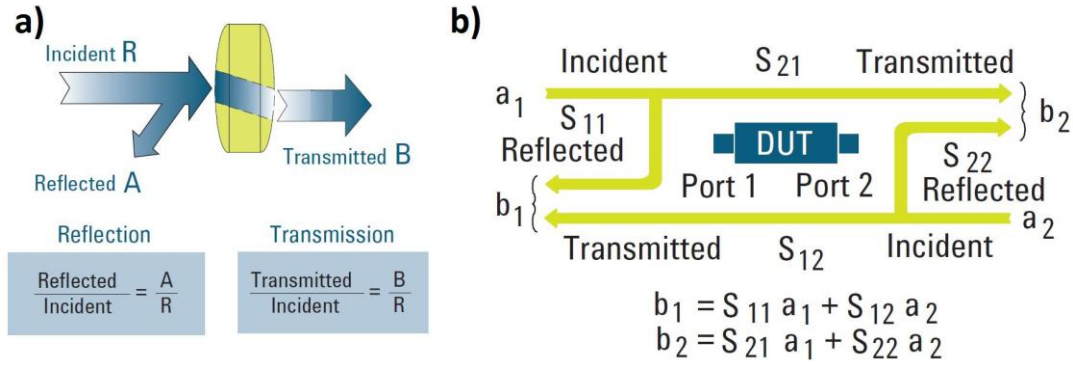 a)
Incident R
Reflected A
Transmitted B
Reflection
Reflected
Incident
= A
R
Transmission
Transmitted
Incident
= B
R
b)
Incident S21 Transmitted
a1
b2
S11
Reflected
DUT
S22
Reflected
Port 1 Port 2
b1
a2
Transmitted S12 Incident
b1 = S11 a1 + S12 a2
b2 = S21 a1 + S22 a2